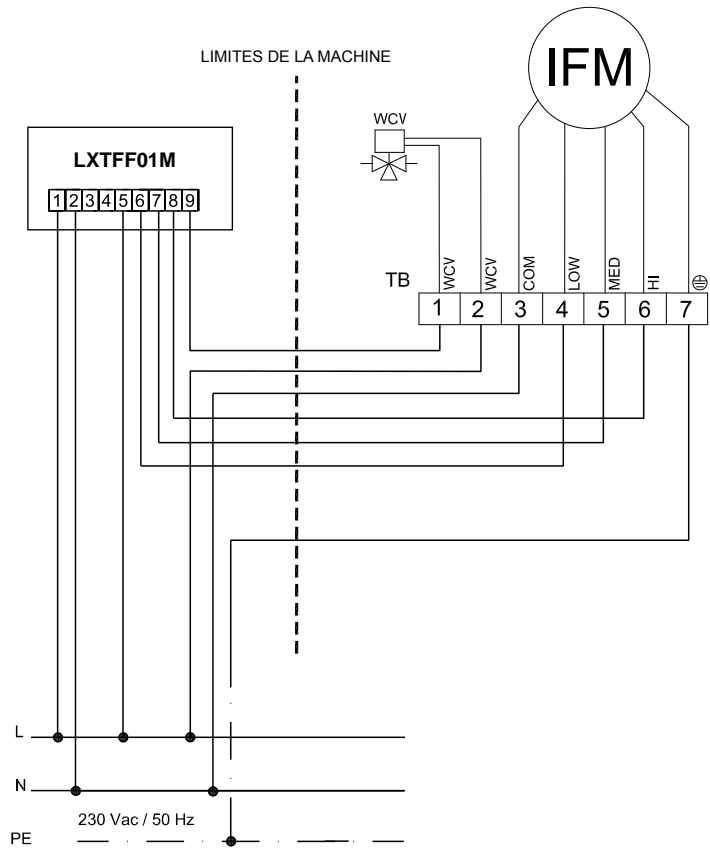 LIMITES DE LA MACHINE
IFM
WCV
LXTFF01M
1 2 3 4 5 6 7 8 9
WCV WCV COM LOW MED HI
TB
1 2 3 4 5 6 7
L
N
230 Vac / 50 Hz
PE